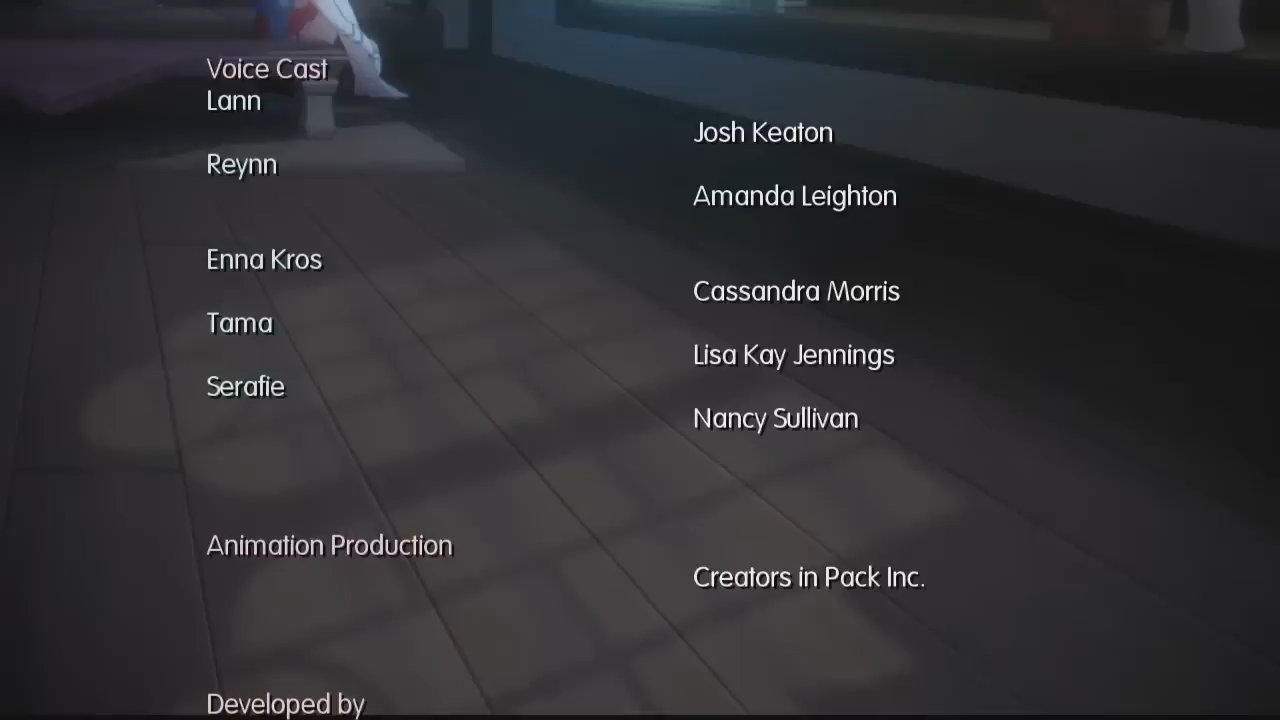 Voice Cast
Lann
Josh Keaton
Reynn
Amanda Leighton
Enna Kros
Cassandra Morris
Tama
Lisa Kay Jennings
Serafie
Nancy Sullivan
Animation Production
Creators in Pack Inc.
Developed by